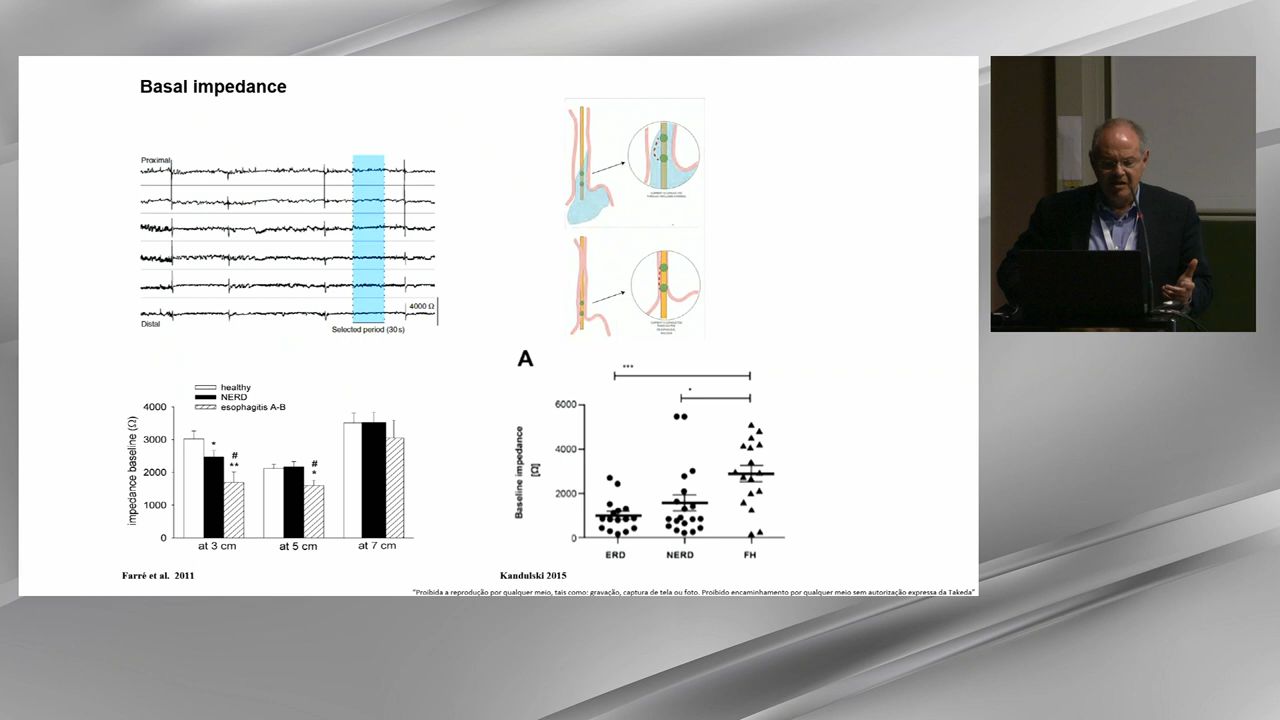 Basal impedance
Proximal
4000 Ω
Distal
Selected period (30 s)
healthy
NERD
esophagitis A-B
impedance baseline (Ω)
4000
3000
2000
1000
0
*
#
**
#
*
at 3 cm
at 5 cm
at 7 cm
Farré et al. 2011
A
***
*
Baseline impedance
[Ω]
6000
4000
2000
0
ERD
NERD
FH
Kandulski 2015
"Proibida a reprodução por qualquer meio, tais como: gravação, captura de tela ou foto. Proibido encaminhamento por qualquer meio sem autorização expressa da Takeda"